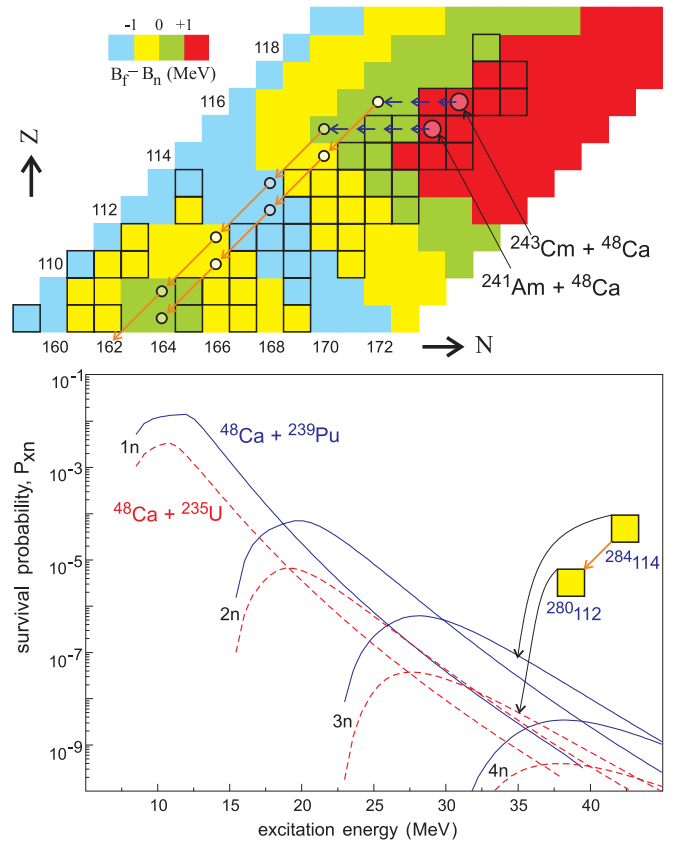 -1 0 +1
B_f – B_n (MeV)
118
116
114
112
110
Z
160 162 164 166 168 170 172 N
²⁴³Cm + ⁴⁸Ca
²⁴¹Am + ⁴⁸Ca
10⁻¹
10⁻³
10⁻⁵
10⁻⁷
10⁻⁹
survival probability, P_xn
1n
2n
3n
4n
⁴⁸Ca + ²³⁹Pu
⁴⁸Ca + ²³⁵U
²⁸⁴114
²⁸⁰112
10 15 20 25 30 35 40
excitation energy (MeV)